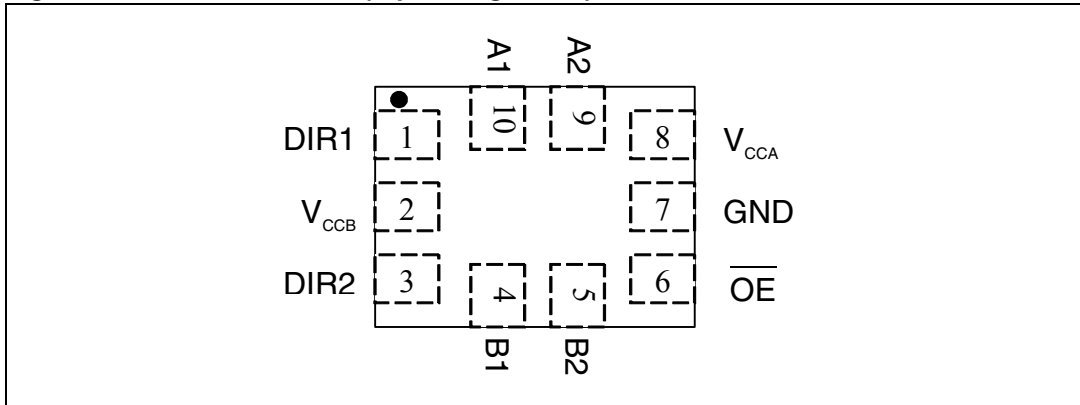 A1 A2
10 9
DIR1 1 8 VCCA
VCCB 2 7 GND
DIR2 3 6 OE
4 5
B1 B2